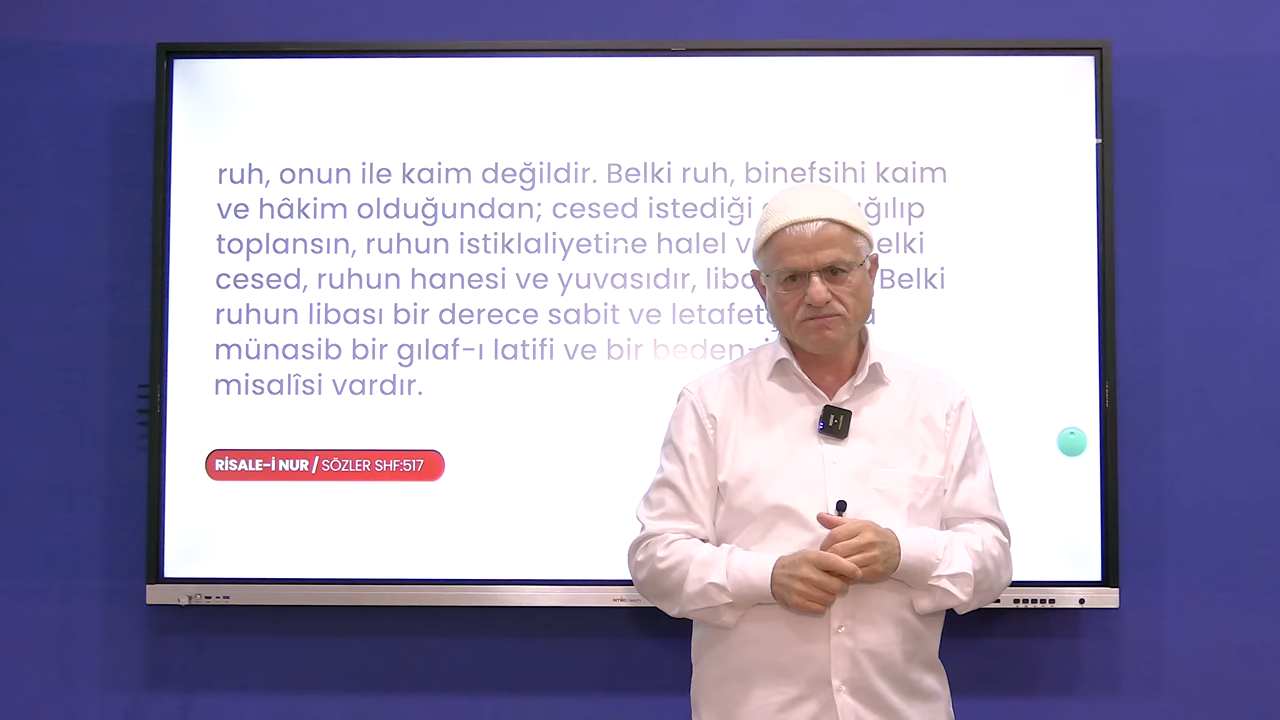 ruh, onun ile kaim değildir. Belki ruh, binefsihi kaim
ve hâkim olduğundan; cesed istediği
toplansın, ruhun istiklaliyetine halel
cesed, ruhun hanesi ve yuvasıdır, Belki
ruhun libası bir derece sabit ve
münasib bir gılaf-ı latifi ve bir
misalîsi vardır.
RİSALE-İ NUR / SÖZLER SHF:517